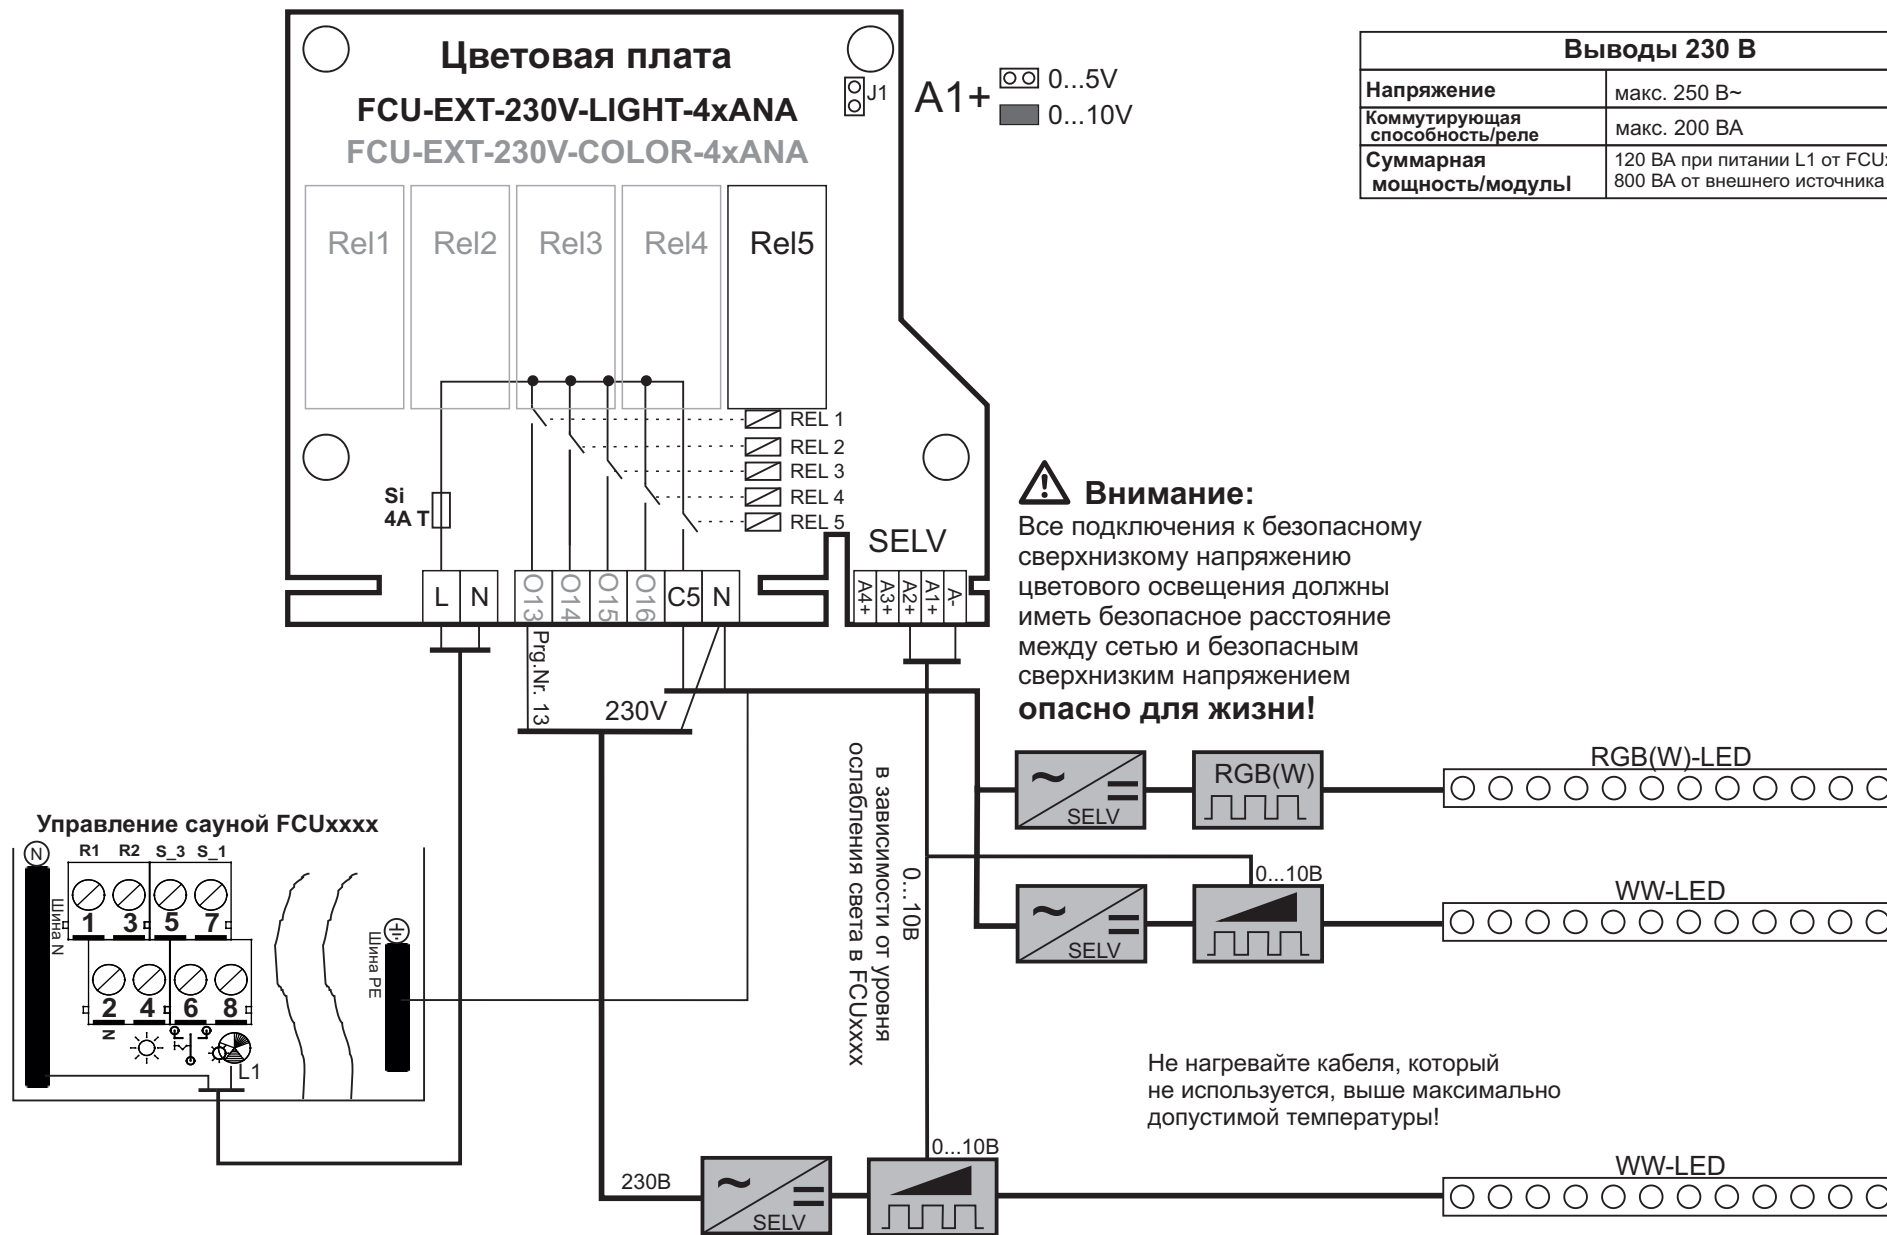 Цветовая плата
FCU-EXT-230V-LIGHT-4xANA
FCU-EXT-230V-COLOR-4xANA
J1
A1+
0...5V
0...10V
Выводы 230 В
Напряжение
макс. 250 В~
Коммутирующая
способность/реле
макс. 200 ВА
Суммарная
мощность/модульl
120 ВА при питании L1 от FCUx
800 ВА от внешнего источника
Rel1
Rel2
Rel3
Rel4
Rel5
REL 1
REL 2
REL 3
REL 4
REL 5
Si
4A T
SELV
L
N
O13
O14
O15
O16
C5
N
A4+
A3+
A2+
A1+
A-
Внимание:
Все подключения к безопасному
сверхнизкому напряжению
цветового освещения должны
иметь безопасное расстояние
между сетью и безопасным
сверхнизким напряжением
опасно для жизни!
Prg.Nr. 13
230V
0...10В
в зависимости от уровня
ослабления света в FCUxxxx
SELV
RGB(W)
RGB(W)-LED
SELV
0...10В
WW-LED
Управление сауной FCUxxxx
N
R1
R2
S_3
S_1
Шина N
1
3
5
7
2
4
6
8
N
L1
Шина PE
Не нагревайте кабеля, который
не используется, выше максимально
допустимой температуры!
230В
SELV
0...10В
WW-LED